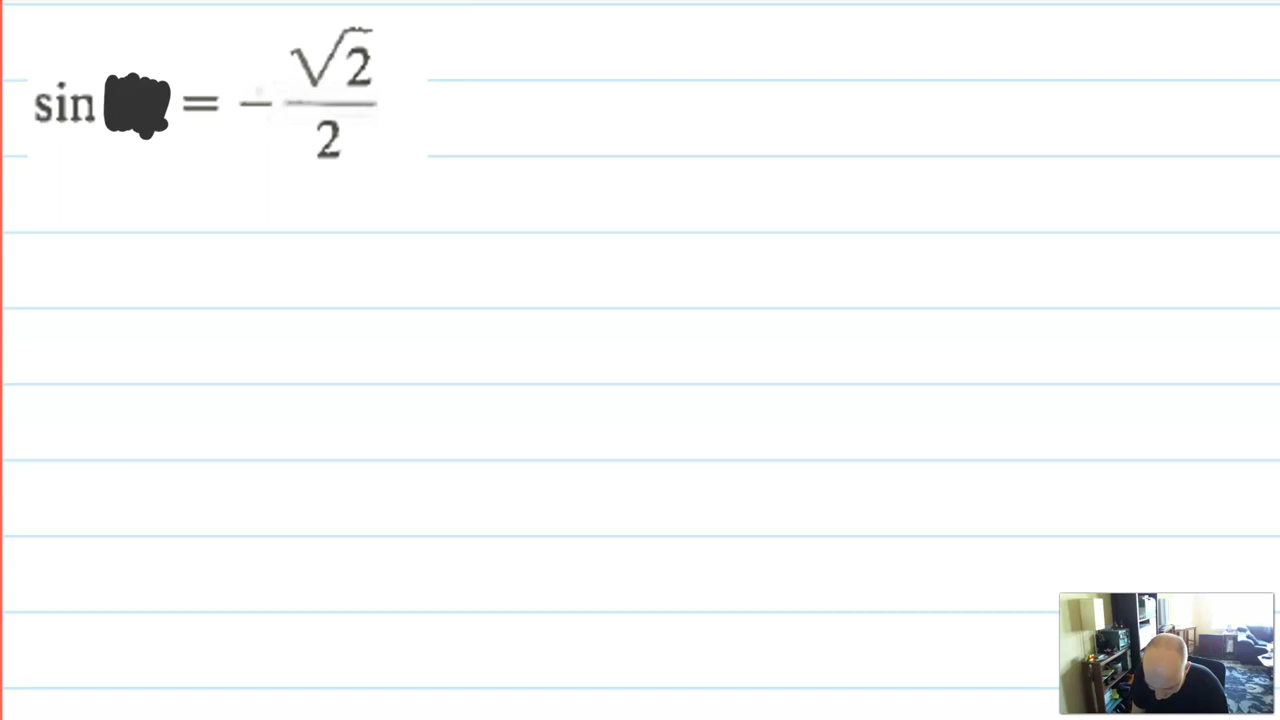 sin = -√2/2